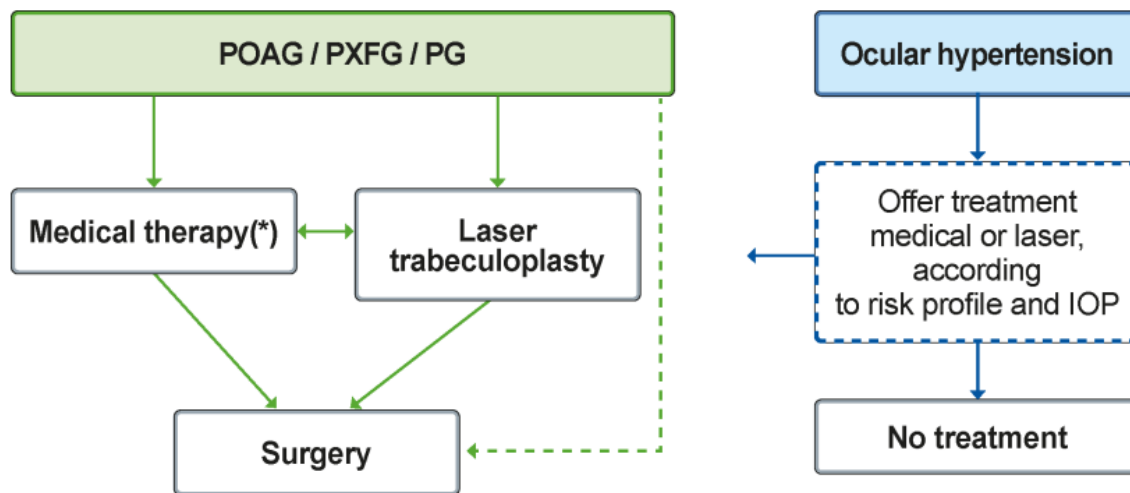 POAG / PXFG / PG
Ocular hypertension
Medical therapy(*)
Laser
trabeculoplasty
Offer treatment
medical or laser,
according
to risk profile and IOP
Surgery
No treatment